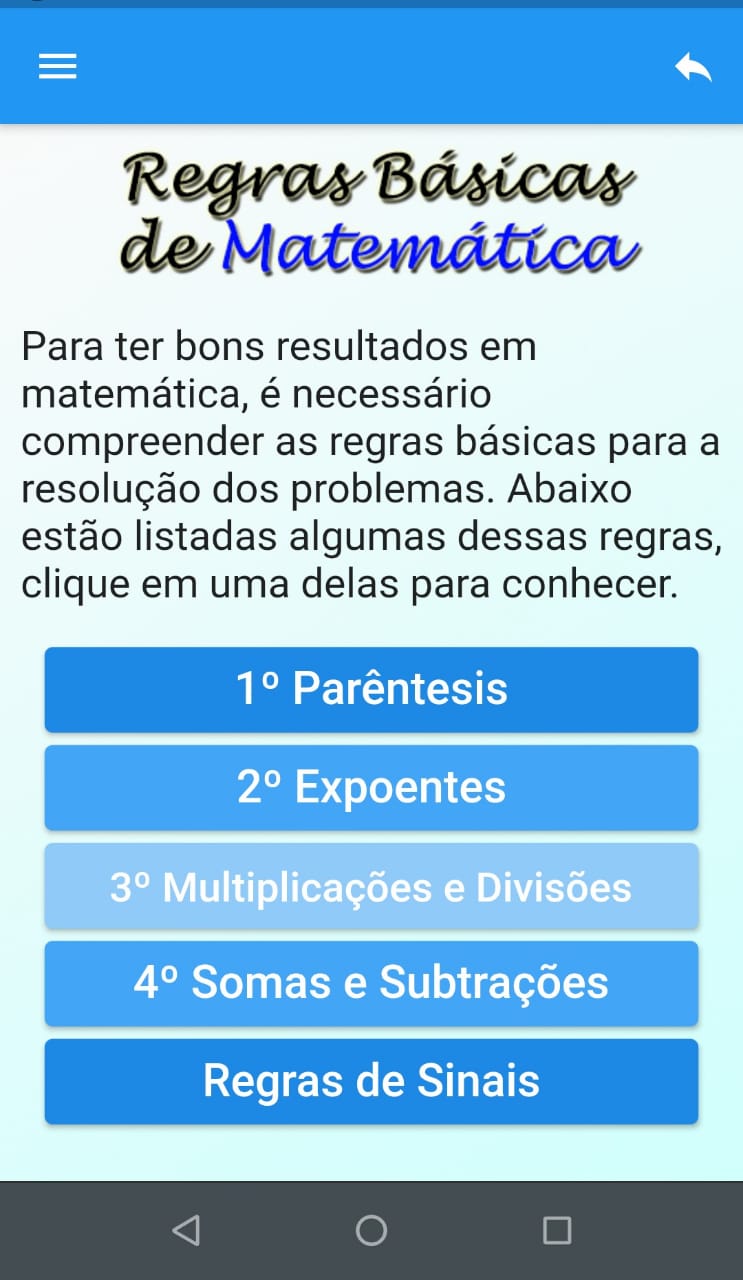 Regras Básicas
de Matemática
Para ter bons resultados em
matemática, é necessário
compreender as regras básicas para a
resolução dos problemas. Abaixo
estão listadas algumas dessas regras,
clique em uma delas para conhecer.
1º Parêntesis
2º Expoentes
3º Multiplicações e Divisões
4º Somas e Subtrações
Regras de Sinais